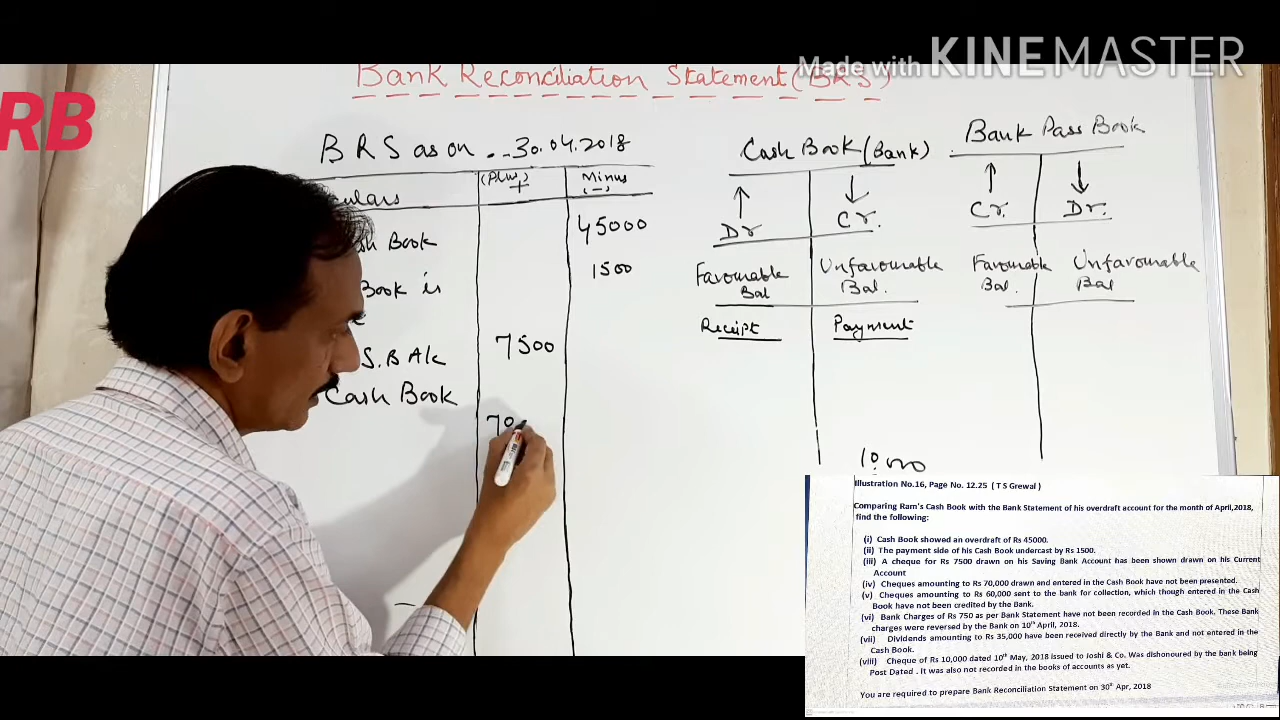 Made with KINEMASTER
Bank Reconciliation Statement (BRS)
RB
BRS as on . - 30.04.2018
(Plus) +
Minus (-)
Book
45000
Book is
1500
S.B A/c
7500
Cash Book
70
Cash Book (Bank)
Dr Cr.
Favourable Bal
Unfavourable Bal.
Receipt Payment
Bank Pass Book
Cr. Dr.
Favourable Bal.
Unfavourable Bal
Illustration No.16, Page No. 12.25 ( T S Grewal )
Comparing Ram's Cash Book with the Bank Statement of his overdraft account for the month of April,2018,
find the following:
(i) Cash Book showed an overdraft of Rs 45000.
(ii) The payment side of his Cash Book undercast by Rs 1500.
(iii) A cheque for Rs 7500 drawn on his Saving Bank Account has been shown drawn on his Current
Account
(iv) Cheques amounting to Rs 70,000 drawn and entered in the Cash Book have not been presented.
(v) Cheques amounting to Rs 60,000 sent to the bank for collection, which though entered in the Cash
Book have not been credited by the Bank.
(vi) Bank Charges of Rs 750 as per Bank Statement have not been recorded in the Cash Book. These Bank
charges were reversed by the Bank on 10th April, 2018.
(vii) Dividends amounting to Rs 35,000 have been received directly by the Bank and not entered in the
Cash Book.
(viii) Cheque of Rs 10,000 dated 10th May, 2018 issued to Joshi & Co. Was dishonoured by the bank being
Post Dated . It was also not recorded in the books of accounts as yet.
You are required to prepare Bank Reconciliation Statement on 30th Apr, 2018